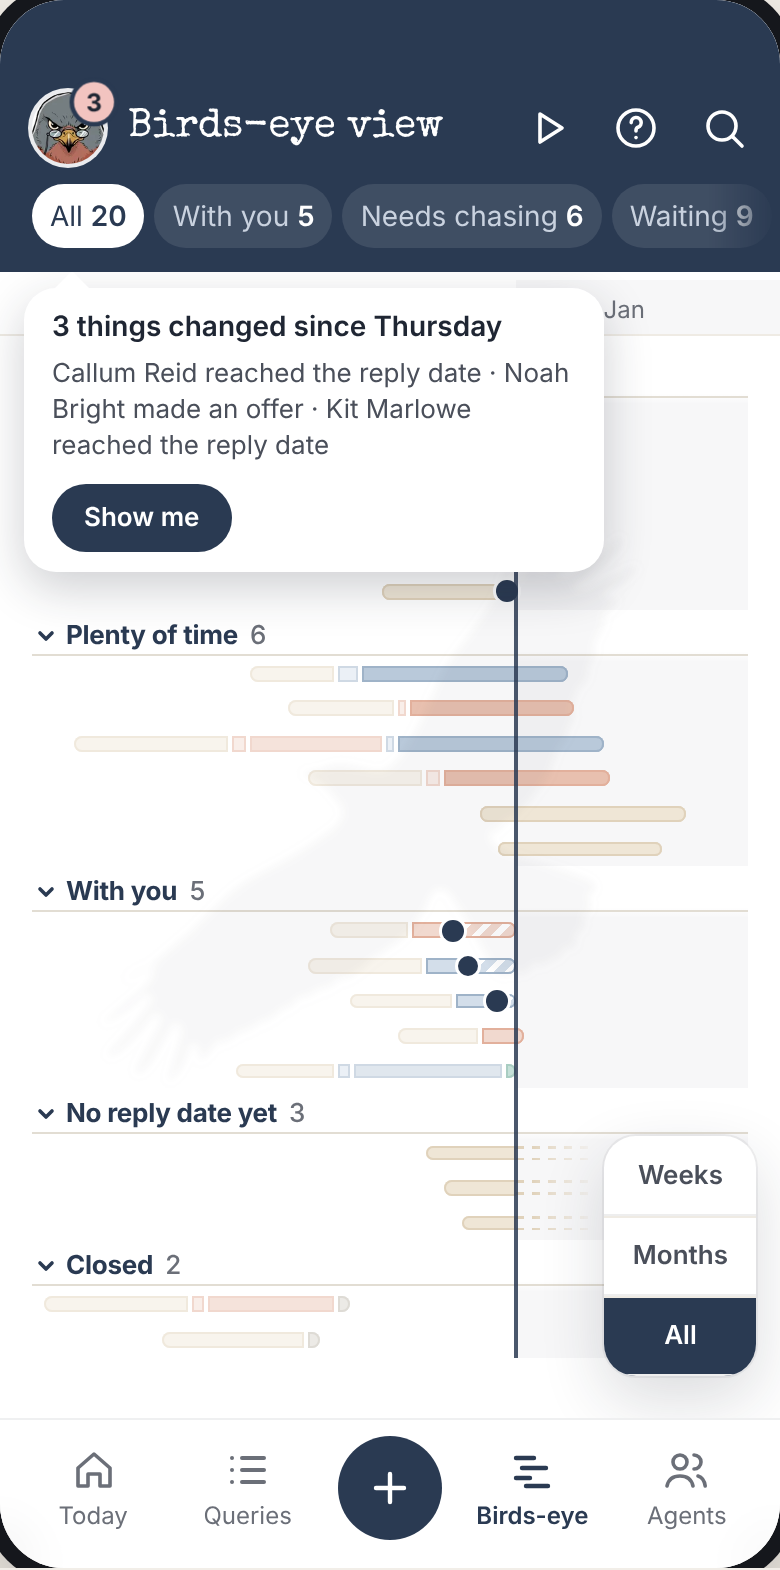 3
Birds-eye view
All 20
With you 5
Needs chasing 6
Waiting 9
Jan
3 things changed since Thursday
Callum Reid reached the reply date · Noah
Bright made an offer · Kit Marlowe
reached the reply date
Show me
Plenty of time 6
With you 5
No reply date yet 3
Closed 2
Weeks
Months
All
Today
Queries
Birds-eye
Agents